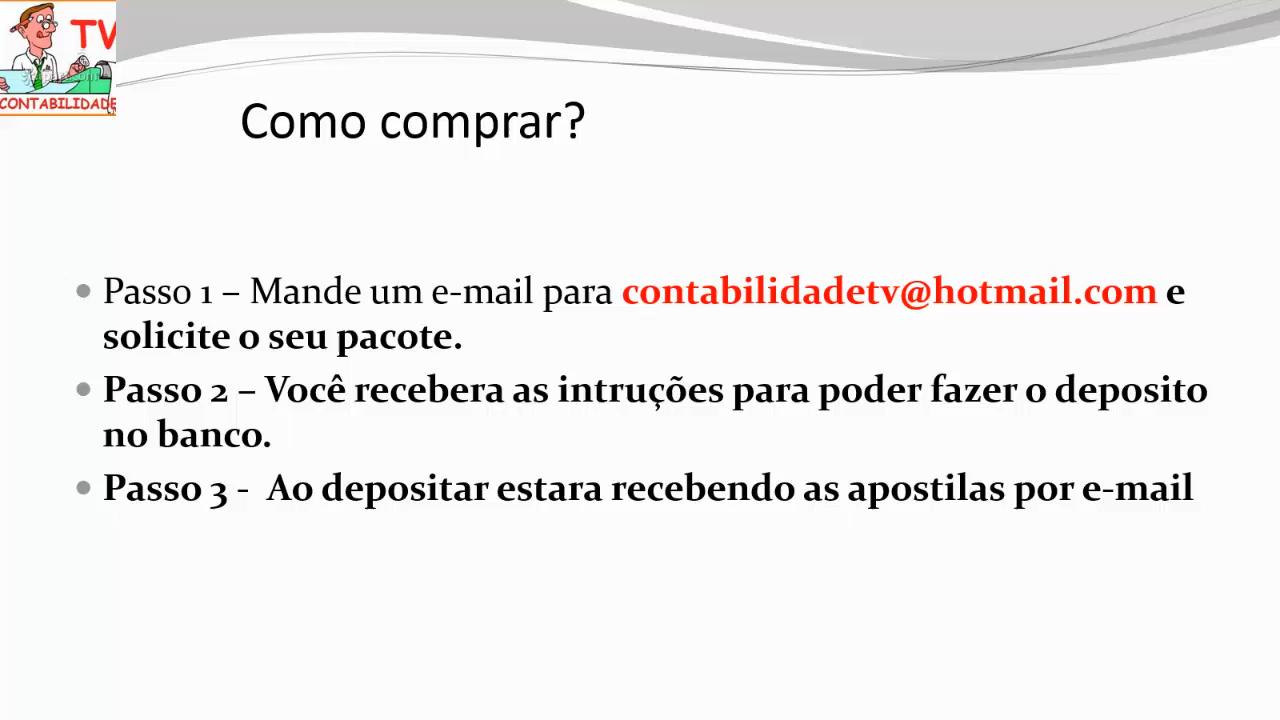 TV
CONTABILIDADE
Como comprar?
Passo 1 – Mande um e-mail para contabilidadetv@hotmail.com e
solicite o seu pacote.
Passo 2 – Você recebera as intruções para poder fazer o deposito
no banco.
Passo 3 - Ao depositar estara recebendo as apostilas por e-mail